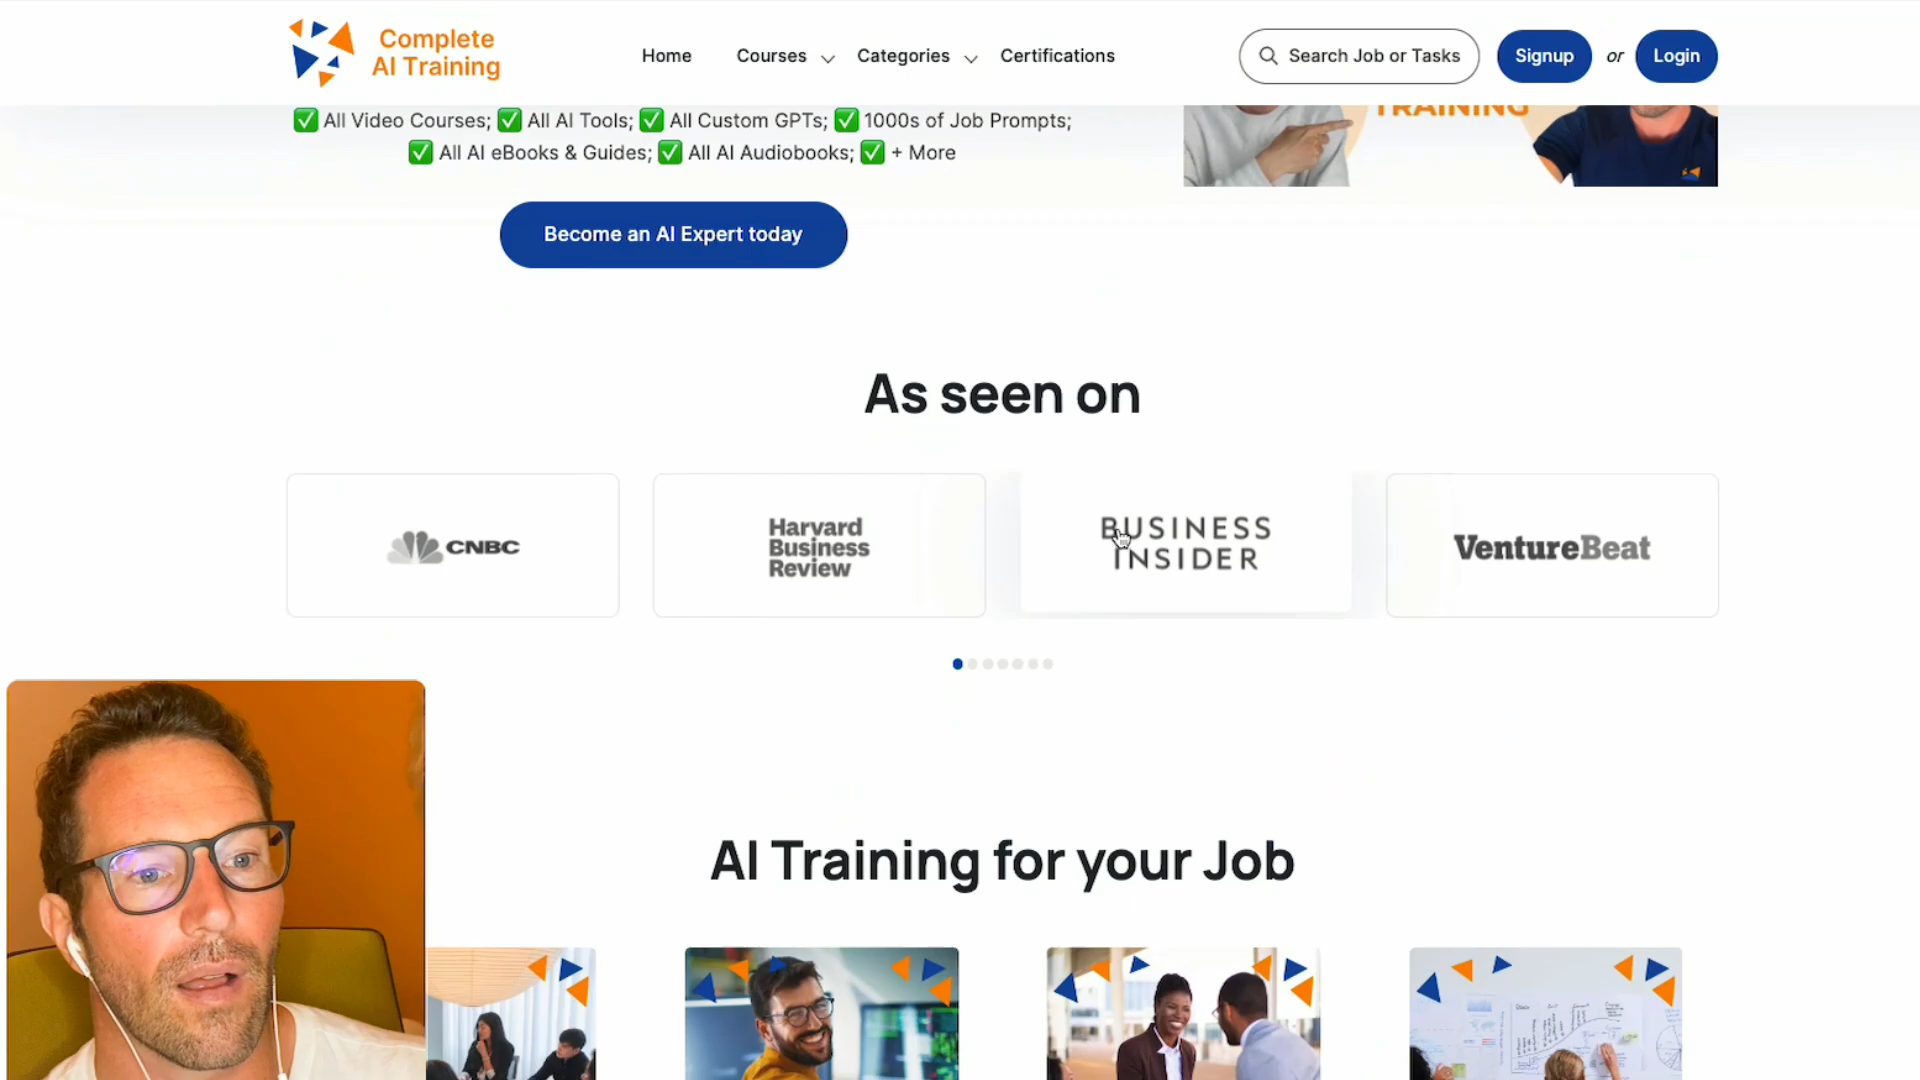 Complete
AI Training
Home
Courses
Categories
Certifications
Search Job or Tasks
Signup
or
Login
TRAINING
✅ All Video Courses; ✅ All AI Tools; ✅ All Custom GPTs; ✅ 1000s of Job Prompts;
✅ All AI eBooks & Guides; ✅ All AI Audiobooks; ✅ + More
Become an AI Expert today
As seen on
CNBC
Harvard
Business
Review
BUSINESS
INSIDER
VentureBeat
AI Training for your Job